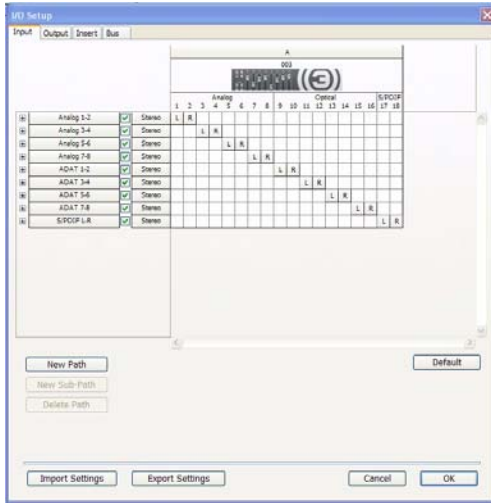 I/O Setup
Input Output Insert Bus
A
003
Analog Optical S/PDIF
1 2 3 4 5 6 7 8 9 10 11 12 13 14 15 16 17 18
Analog 1-2 Stereo L R
Analog 3-4 Stereo L R
Analog 5-6 Stereo L R
Analog 7-8 Stereo L R
ADAT 1-2 Stereo L R
ADAT 3-4 Stereo L R
ADAT 5-6 Stereo L R
ADAT 7-8 Stereo L R
S/PDIF L-R Stereo L R
New Path Default
New Sub-Path
Delete Path
Import Settings Export Settings Cancel OK